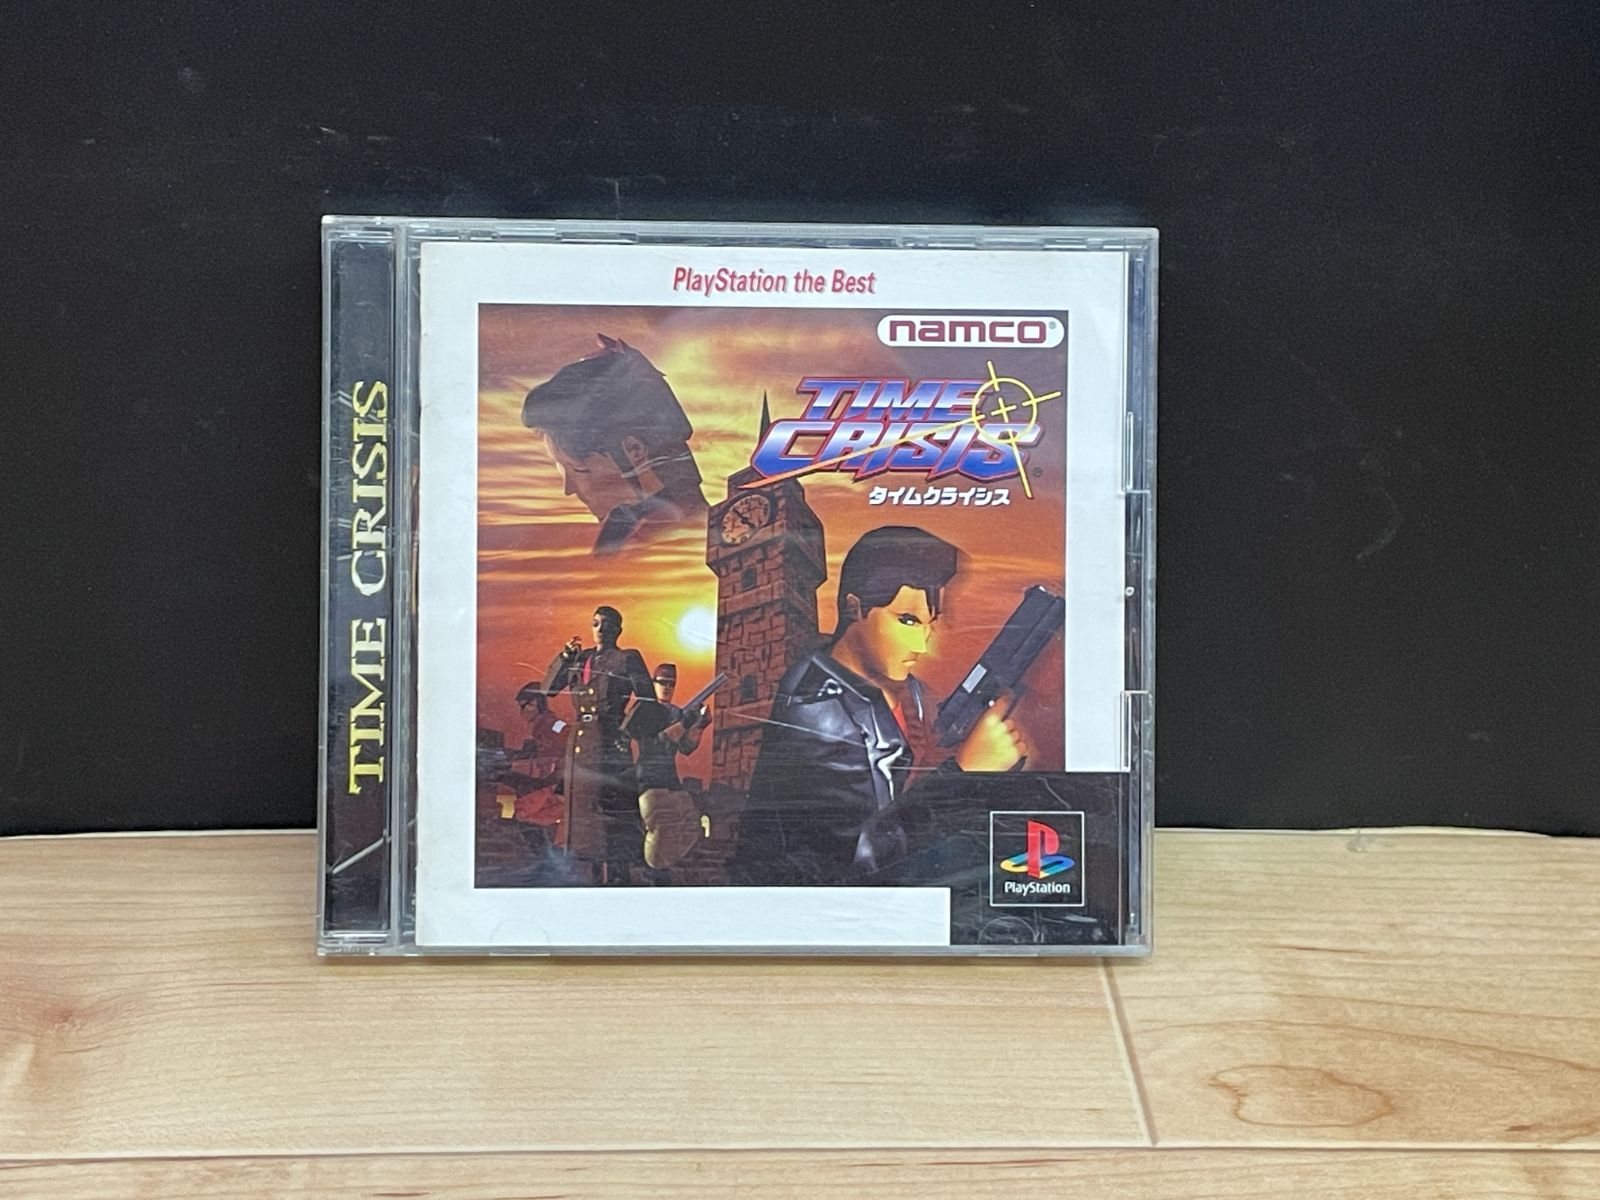 TIME CRISIS
PlayStation the Best
namco®
TIME
CRISIS®
タイムクライシス
PlayStation